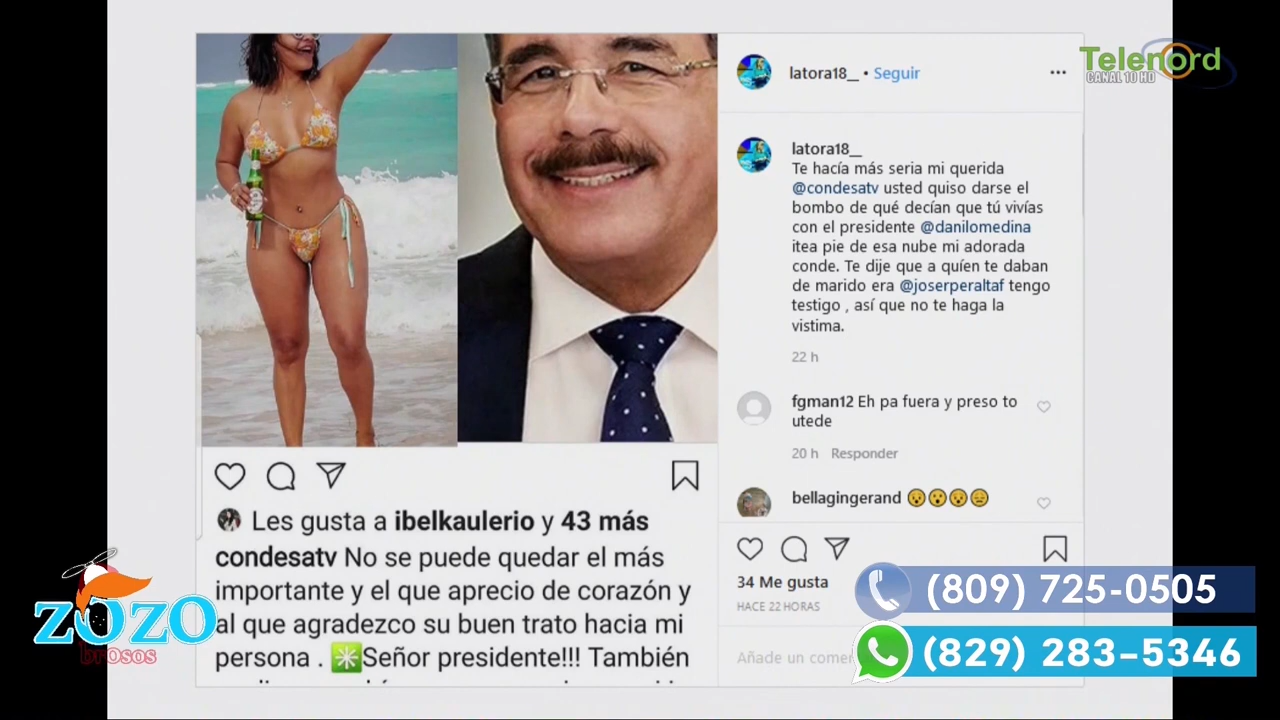 Telenord
CANAL 10 HD
latora18__ • Seguir
latora18__
Te hacía más seria mi querida
@condesatv usted quiso darse el
bombo de qué decían que tú vivías
con el presidente @danilomedina
itea pie de esa nube mi adorada
conde. Te dije que a quíen te daban
de marido era @joserperaltaf tengo
testigo , así que no te haga la
vistima.
22 h
fgman12 Eh pa fuera y preso to
utede
20 h Responder
bellagingerand 😯😯😯😑
34 Me gusta
HACE 22 HORAS
Añade un comen
Les gusta a ibelkaulerio y 43 más
condesatv No se puede quedar el más
importante y el que aprecio de corazón y
al que agradezco su buen trato hacia mi
persona . ✳️Señor presidente!!! También
ZOZO
brosos
(809) 725-0505
(829) 283-5346